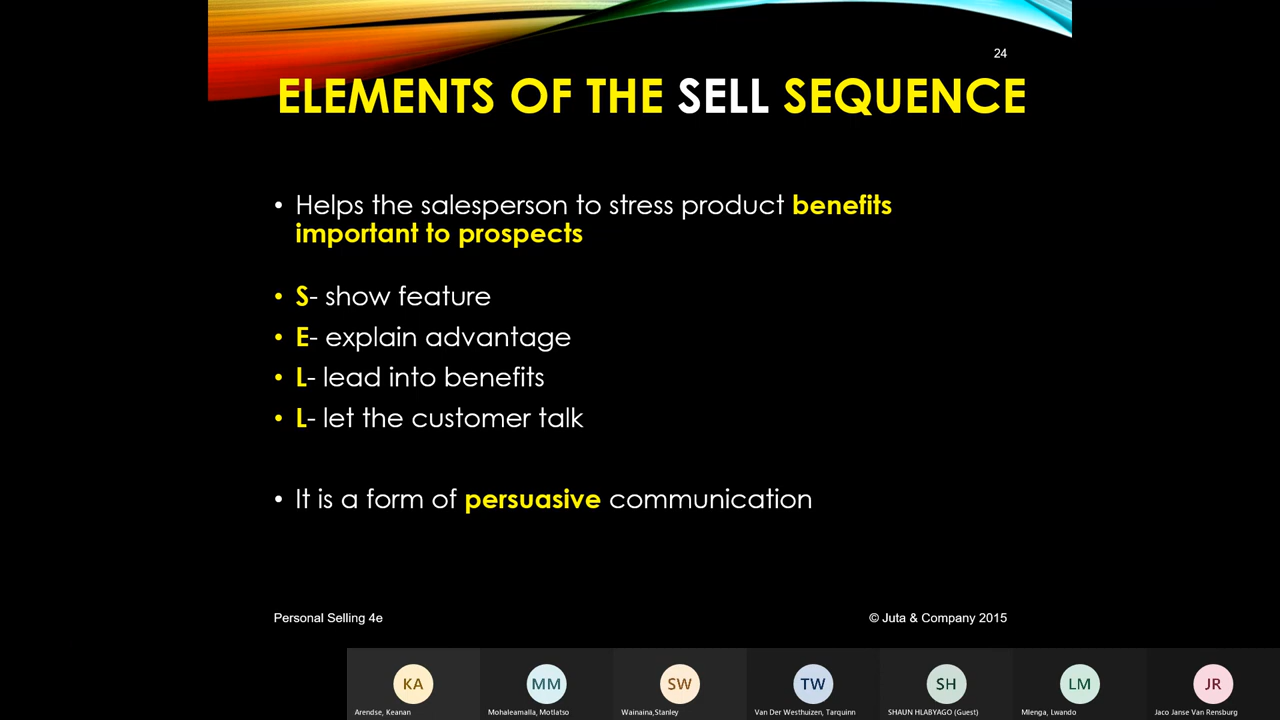 24
ELEMENTS OF THE SELL SEQUENCE
• Helps the salesperson to stress product benefits
important to prospects
• S- show feature
• E- explain advantage
• L- lead into benefits
• L- let the customer talk
• It is a form of persuasive communication
Personal Selling 4e
© Juta & Company 2015
KA
MM
SW
TW
SH
LM
JR
Arendse, Keanan
Mohaleamalla, Motlatso
Wainaina,Stanley
Van Der Westhuizen, Tarquinn
SHAUN HLABYAGO (Guest)
Mlenga, Lwando
Jaco Janse Van Rensburg